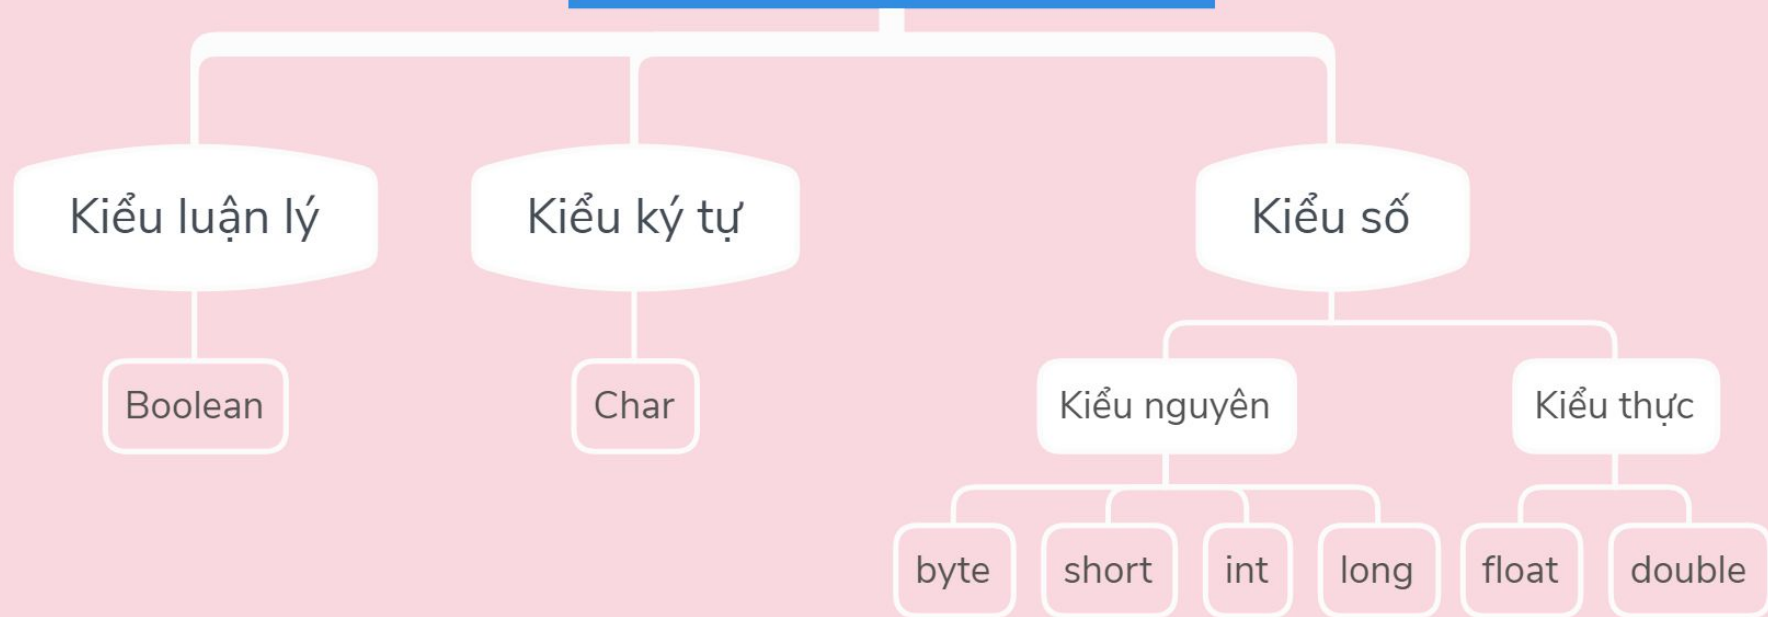 Kiểu luận lý
Kiểu ký tự
Kiểu số
Boolean
Char
Kiểu nguyên
Kiểu thực
byte
short
int
long
float
double